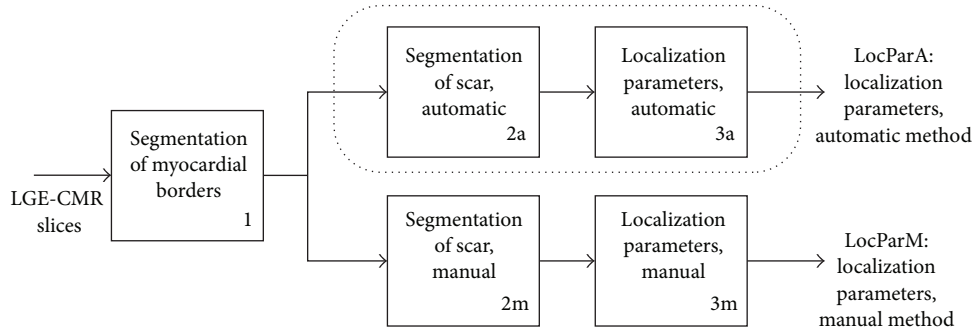 LGE-CMR
slices
Segmentation
of myocardial
borders
1
Segmentation
of scar,
automatic
2a
Localization
parameters,
automatic
3a
LocParA:
localization
parameters,
automatic method
Segmentation
of scar,
manual
2m
Localization
parameters,
manual
3m
LocParM:
localization
parameters,
manual method